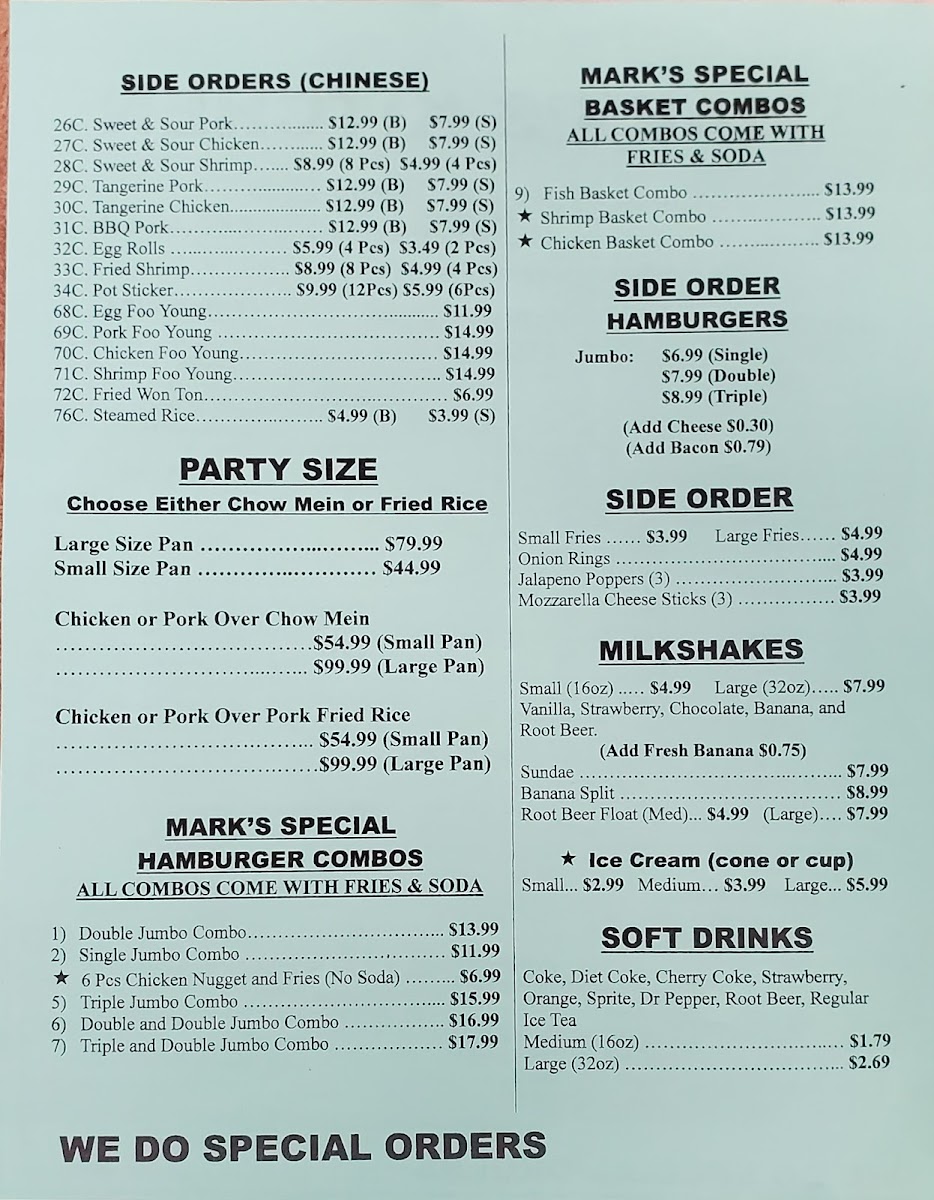 SIDE ORDERS (CHINESE)
26C. Sweet & Sour Pork................... $12.99 (B) $7.99 (S)
27C. Sweet & Sour Chicken............ $12.99 (B) $7.99 (S)
28C. Sweet & Sour Shrimp....... $8.99 (8 Pcs) $4.99 (4 Pcs)
29C. Tangerine Pork....................... $12.99 (B) $7.99 (S)
30C. Tangerine Chicken.................... $12.99 (B) $7.99 (S)
31C. BBQ Pork.............................. $12.99 (B) $7.99 (S)
32C. Egg Rolls ....................... $5.99 (4 Pcs) $3.49 (2 Pcs)
33C. Fried Shrimp................... $8.99 (8 Pcs) $4.99 (4 Pcs)
34C. Pot Sticker...................... $9.99 (12Pcs) $5.99 (6Pcs)
68C. Egg Foo Young............................................ $11.99
69C. Pork Foo Young .......................................... $14.99
70C. Chicken Foo Young...................................... $14.99
71C. Shrimp Foo Young........................................ $14.99
72C. Fried Won Ton.............................................. $6.99
76C. Steamed Rice......................... $4.99 (B) $3.99 (S)
PARTY SIZE
Choose Either Chow Mein or Fried Rice
Large Size Pan ............................. $79.99
Small Size Pan ............................. $44.99
Chicken or Pork Over Chow Mein
..........................................$54.99 (Small Pan)
.......................................... $99.99 (Large Pan)
Chicken or Pork Over Pork Fried Rice
.......................................... $54.99 (Small Pan)
..........................................$99.99 (Large Pan)
MARK'S SPECIAL
HAMBURGER COMBOS
ALL COMBOS COME WITH FRIES & SODA
1) Double Jumbo Combo.................................... $13.99
2) Single Jumbo Combo .................................... $11.99
★ 6 Pcs Chicken Nugget and Fries (No Soda) ......... $6.99
5) Triple Jumbo Combo .................................... $15.99
6) Double and Double Jumbo Combo .................. $16.99
7) Triple and Double Jumbo Combo ................... $17.99
MARK'S SPECIAL
BASKET COMBOS
ALL COMBOS COME WITH
FRIES & SODA
9) Fish Basket Combo ........................ $13.99
★ Shrimp Basket Combo .................... $13.99
★ Chicken Basket Combo .................. $13.99
SIDE ORDER
HAMBURGERS
Jumbo: $6.99 (Single)
$7.99 (Double)
$8.99 (Triple)
(Add Cheese $0.30)
(Add Bacon $0.79)
SIDE ORDER
Small Fries ...... $3.99 Large Fries...... $4.99
Onion Rings ........................................ $4.99
Jalapeno Poppers (3) ............................. $3.99
Mozzarella Cheese Sticks (3) ................. $3.99
MILKSHAKES
Small (16oz) ..... $4.99 Large (32oz)..... $7.99
Vanilla, Strawberry, Chocolate, Banana, and
Root Beer.
(Add Fresh Banana $0.75)
Sundae ................................................ $7.99
Banana Split ........................................ $8.99
Root Beer Float (Med)... $4.99 (Large).... $7.99
★ Ice Cream (cone or cup)
Small... $2.99 Medium... $3.99 Large... $5.99
SOFT DRINKS
Coke, Diet Coke, Cherry Coke, Strawberry,
Orange, Sprite, Dr Pepper, Root Beer, Regular
Ice Tea
Medium (16oz) .................................... $1.79
Large (32oz) ....................................... $2.69
WE DO SPECIAL ORDERS